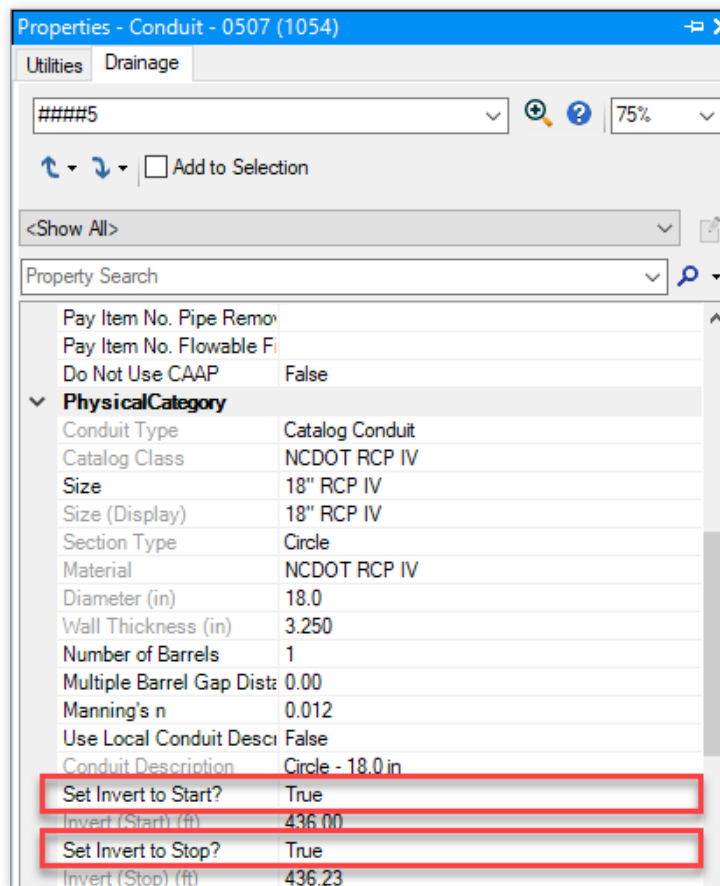 Properties - Conduit - 0507 (1054)
Utilities Drainage
####5 75%
Add to Selection
<Show All>
Property Search
Pay Item No. Pipe Remov
Pay Item No. Flowable Fi
Do Not Use CAAP False
PhysicalCategory
Conduit Type Catalog Conduit
Catalog Class NCDOT RCP IV
Size 18" RCP IV
Size (Display) 18" RCP IV
Section Type Circle
Material NCDOT RCP IV
Diameter (in) 18.0
Wall Thickness (in) 3.250
Number of Barrels 1
Multiple Barrel Gap Dista 0.00
Manning's n 0.012
Use Local Conduit Descri False
Conduit Description Circle - 18.0 in
Set Invert to Start? True
Invert (Start) (ft) 436.00
Set Invert to Stop? True
Invert (Stop) (ft) 436.23